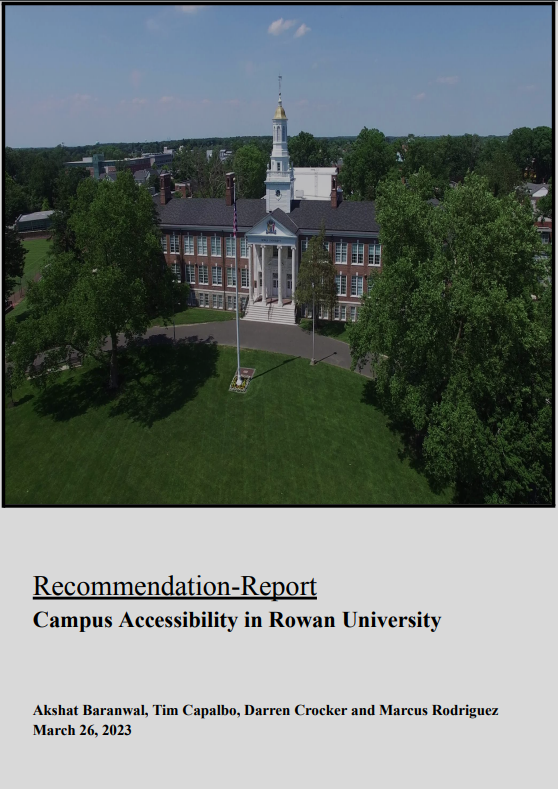 Recommendation-Report
Campus Accessibility in Rowan University
Akshat Baranwal, Tim Capalbo, Darren Crocker and Marcus Rodriguez
March 26, 2023